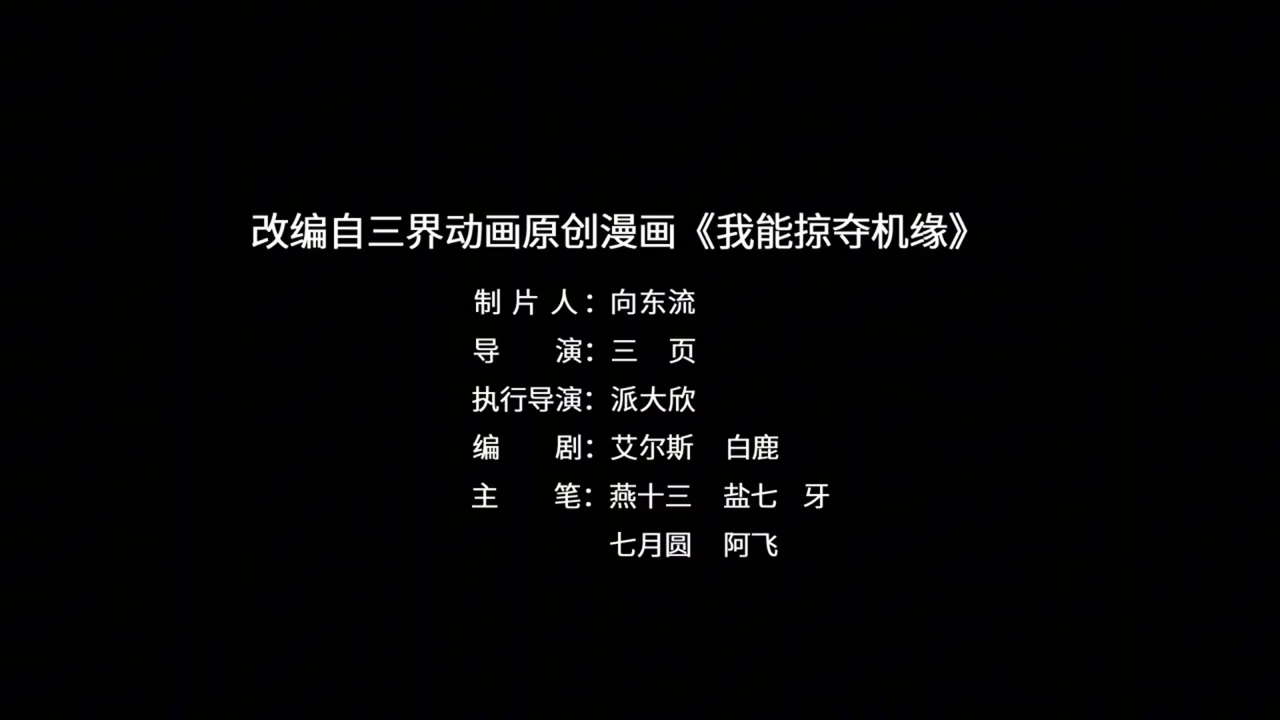 改编自三界动画原创漫画《我能掠夺机缘》
制 片 人：向东流
导 演：三 页
执行导演：派大欣
编 剧：艾尔斯 白鹿
主 笔：燕十三 盐七 牙
七月圆 阿飞